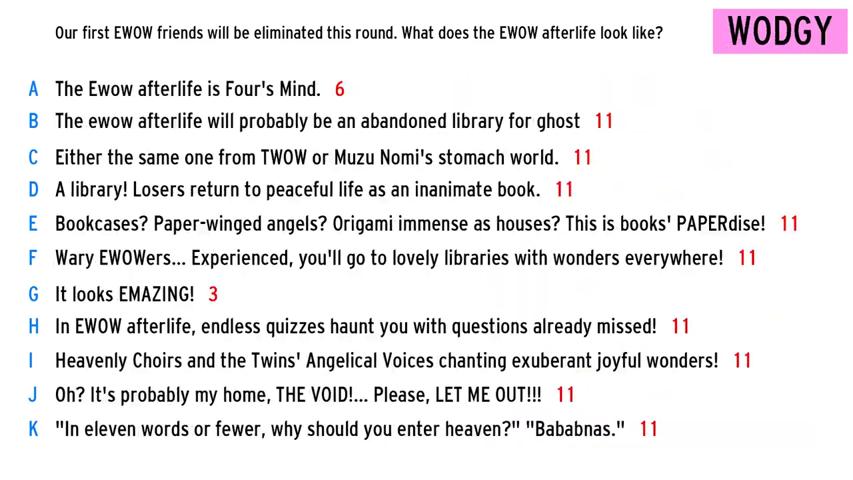 Our first EWOW friends will be eliminated this round. What does the EWOW afterlife look like?
WODGY
A The Ewow afterlife is Four's Mind. 6
B The ewow afterlife will probably be an abandoned library for ghost 11
C Either the same one from TWOW or Muzu Nomi's stomach world. 11
D A library! Losers return to peaceful life as an inanimate book. 11
E Bookcases? Paper-winged angels? Origami immense as houses? This is books' PAPERdise! 11
F Wary EWOWers... Experienced, you'll go to lovely libraries with wonders everywhere! 11
G It looks EMAZING! 3
H In EWOW afterlife, endless quizzes haunt you with questions already missed! 11
I Heavenly Choirs and the Twins' Angelical Voices chanting exuberant joyful wonders! 11
J Oh? It's probably my home, THE VOID!... Please, LET ME OUT!!! 11
K "In eleven words or fewer, why should you enter heaven?" "Bababnas." 11